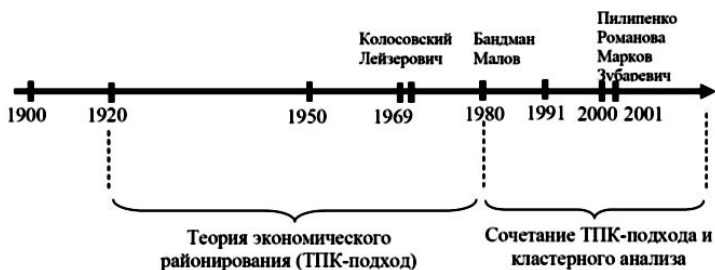 Колосовский
Лейзерович
Бандман
Малов
Пилипенко
Романова
Марков
Зубаревич
1900
1920
1950
1969
1980
1991
2000
2001
Теория экономического
районирования (ТПК-подход)
Сочетание ТПК-подхода и
кластерного анализа